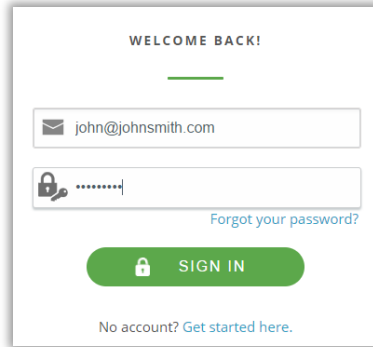 WELCOME BACK!
john@johnsmith.com
•••••••••
Forgot your password?
SIGN IN
No account? Get started here.